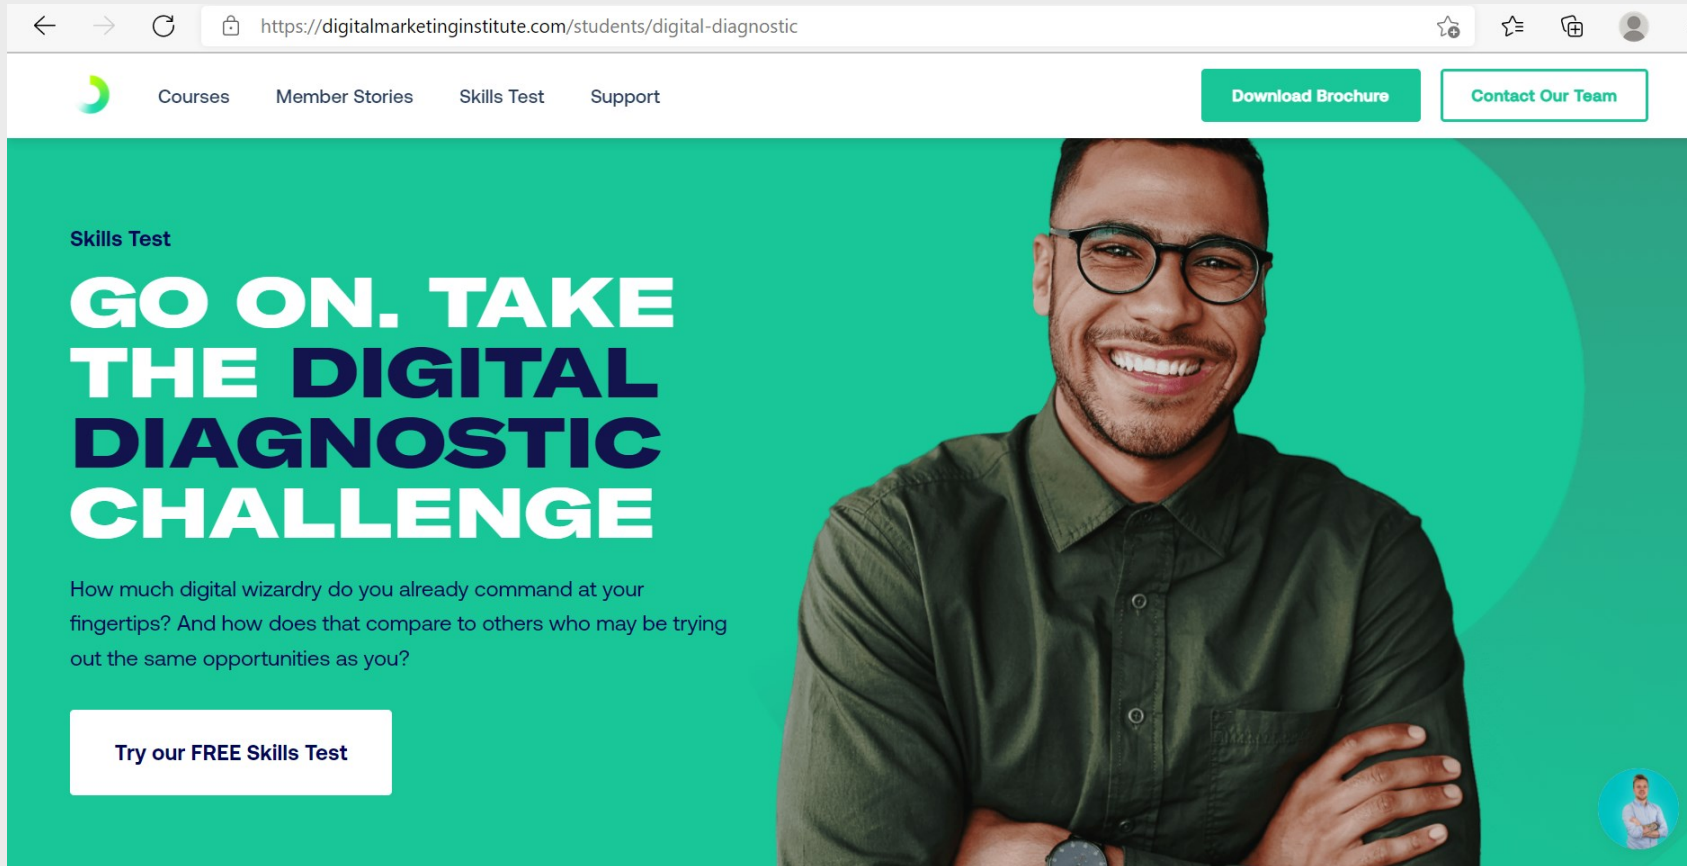 https://digitalmarketinginstitute.com/students/digital-diagnostic
Courses Member Stories Skills Test Support Download Brochure Contact Our Team
Skills Test
GO ON. TAKE
THE DIGITAL
DIAGNOSTIC
CHALLENGE
How much digital wizardry do you already command at your
fingertips? And how does that compare to others who may be trying
out the same opportunities as you?
Try our FREE Skills Test